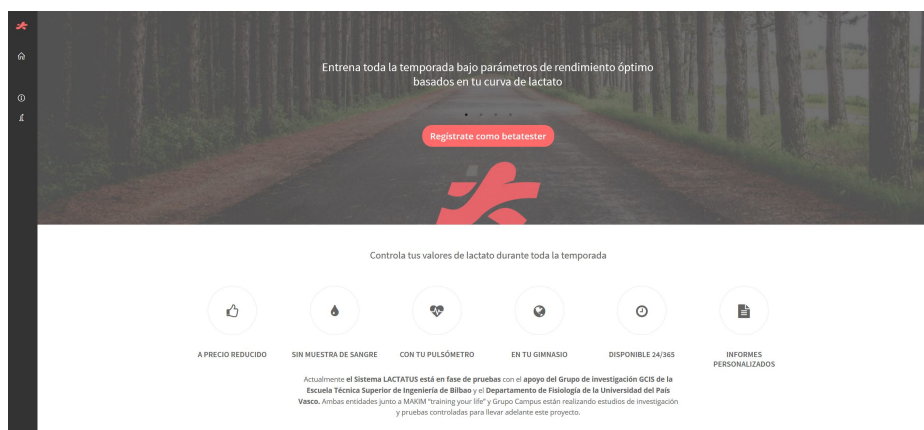 Entrena toda la temporada bajo parámetros de rendimiento óptimo
basados en tu curva de lactato
Regístrate como betatester
Controla tus valores de lactato durante toda la temporada
A PRECIO REDUCIDO
SIN MUESTRA DE SANGRE
CON TU PULSÓMETRO
EN TU GIMNASIO
DISPONIBLE 24/365
INFORMES
PERSONALIZADOS
Actualmente el Sistema LACTATUS está en fase de pruebas con el apoyo del Grupo de investigación GCIS de la
Escuela Técnica Superior de Ingeniería de Bilbao y el Departamento de Fisiología de la Universidad del País
Vasco. Ambas entidades junto a MAKIM "training your life" y Grupo Campus están realizando estudios de investigación
y pruebas controladas para llevar adelante este proyecto.